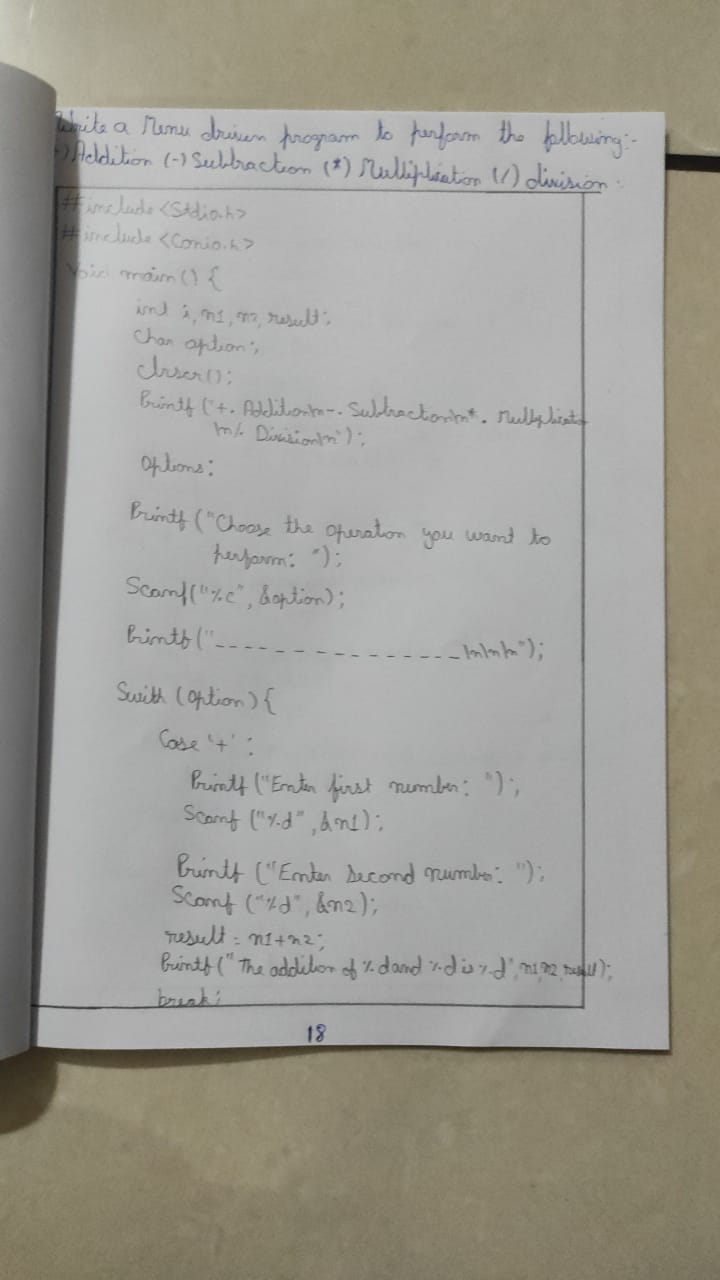 Write a Menu driven program to perform the following:-
+) Addition (-) Subtraction (*) Multiplication (/) division:
#include <Stdio.h>
#include <Conio.h>
Void main() {
int i, n1, n2, result;
Char option;
Clrscr();
Printf ("+. Addition\n-. Subtraction\n*. Multiplicatio
\n/. Division\n");
Options:
Printf ("Choose the operation you want to
perform: ");
Scanf("%c", &option);
Printf ("_ _ _ _ _ _ _ _ _ _ _ _ _ _ _\n\n\n");
Swith (option) {
Case '+' :
Printf ("Enter first number: ");
Scanf ("%d", &n1);
Printf ("Enter Second number: ");
Scanf ("%d", &n2);
result = n1+n2;
Printf (" The addition of %d and %d is %d", n1, n2, result);
break;
18